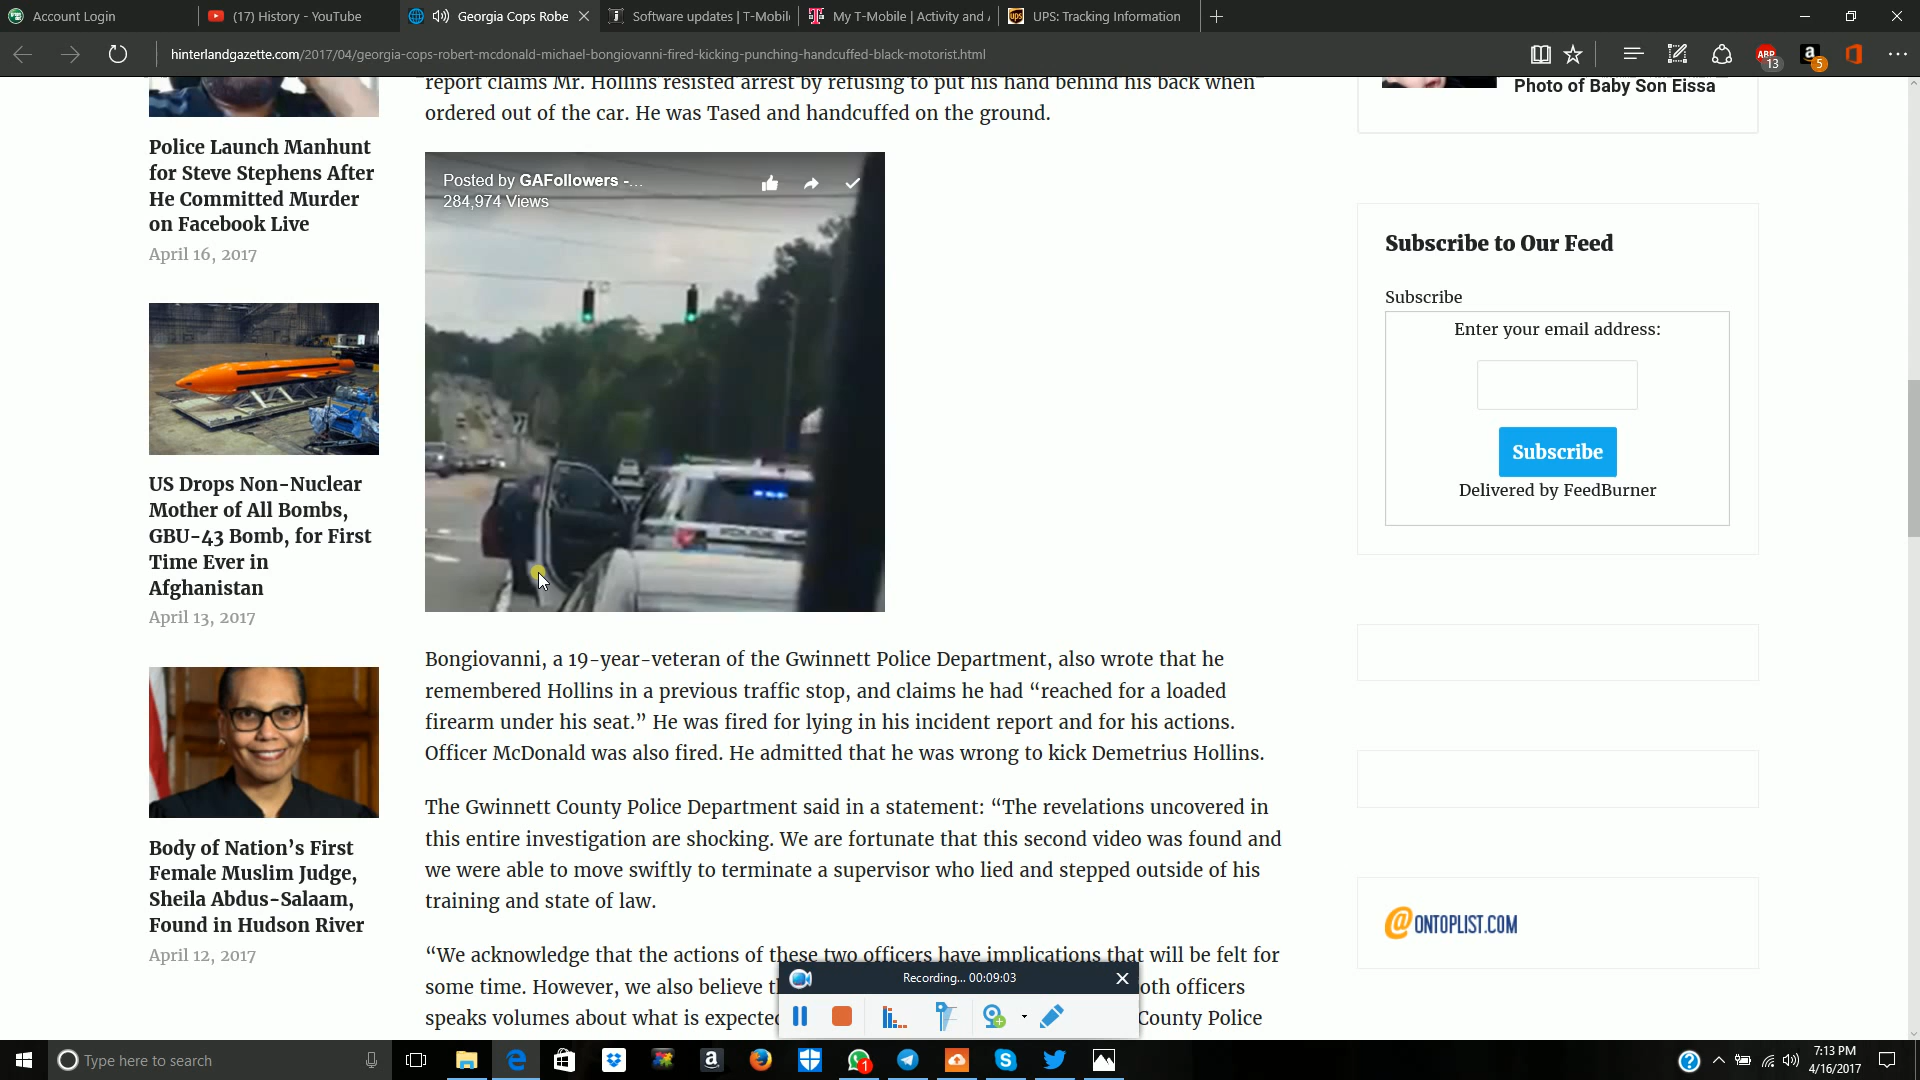 Account Login
(17) History - YouTube
Georgia Cops Robe
Software updates | T-Mobil
My T-Mobile | Activity and
UPS: Tracking Information
hinterlandgazette.com/2017/04/georgia-cops-robert-mcdonald-michael-bongiovanni-fired-kicking-punching-handcuffed-black-motorist.html
ABP
13
5
Police Launch Manhunt
for Steve Stephens After
He Committed Murder
on Facebook Live
April 16, 2017
US Drops Non-Nuclear
Mother of All Bombs,
GBU-43 Bomb, for First
Time Ever in
Afghanistan
April 13, 2017
Body of Nation’s First
Female Muslim Judge,
Sheila Abdus-Salaam,
Found in Hudson River
April 12, 2017
report claims Mr. Hollins resisted arrest by refusing to put his hand behind his back when
ordered out of the car. He was Tased and handcuffed on the ground.
Posted by GAFollowers -...
284,974 Views
POLICE
Bongiovanni, a 19-year-veteran of the Gwinnett Police Department, also wrote that he
remembered Hollins in a previous traffic stop, and claims he had “reached for a loaded
firearm under his seat.” He was fired for lying in his incident report and for his actions.
Officer McDonald was also fired. He admitted that he was wrong to kick Demetrius Hollins.
The Gwinnett County Police Department said in a statement: “The revelations uncovered in
this entire investigation are shocking. We are fortunate that this second video was found and
we were able to move swiftly to terminate a supervisor who lied and stepped outside of his
training and state of law.
“We acknowledge that the actions of these two officers have implications that will be felt for
some time. However, we also believe
oth officers
speaks volumes about what is expected
County Police
Photo of Baby Son Eissa
Subscribe to Our Feed
Subscribe
Enter your email address:
Subscribe
Delivered by FeedBurner
@ONTOPLIST.COM
Recording... 00:09:03
Type here to search
1
7:13 PM
4/16/2017